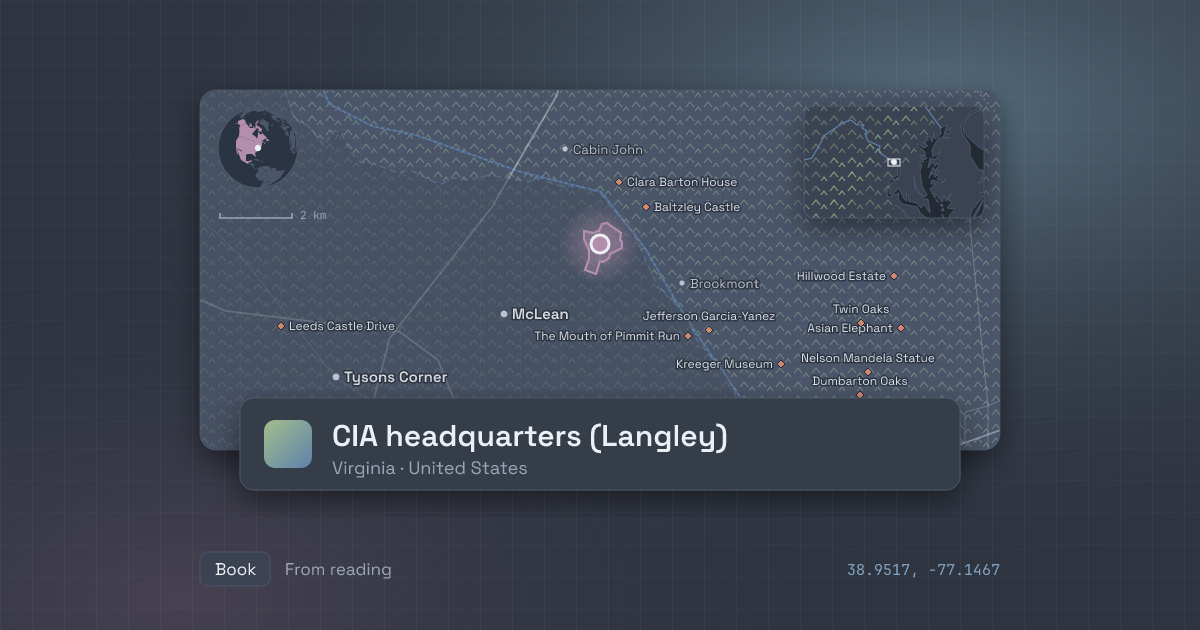 Cabin John
Clara Barton House
Baltzley Castle
2 km
Hillwood Estate
Brookmont
Twin Oaks
McLean
Jefferson Garcia-Yanez
Leeds Castle Drive
Asian Elephant
The Mouth of Pimmit Run
Nelson Mandela Statue
Kreeger Museum
Tysons Corner
Dumbarton Oaks
CIA headquarters (Langley)
Virginia · United States
Book
From reading
38.9517, -77.1467